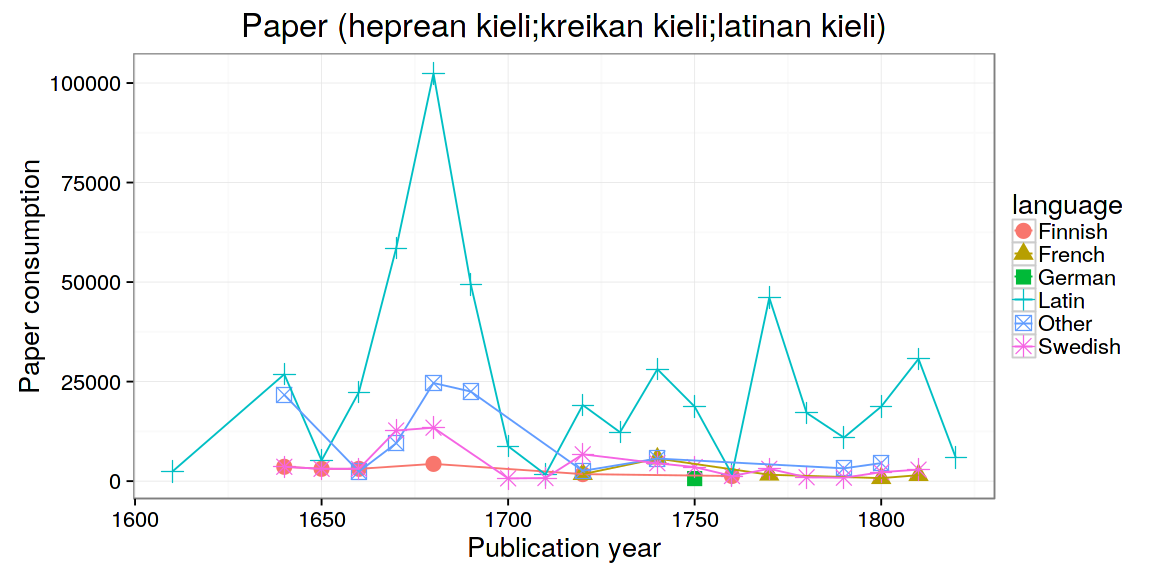 Paper (heprean kieli;kreikan kieli;latinan kieli)
Paper consumption
100000
75000
50000
25000
0
1600
1650
1700
1750
1800
Publication year
language
Finnish
French
German
Latin
Other
Swedish